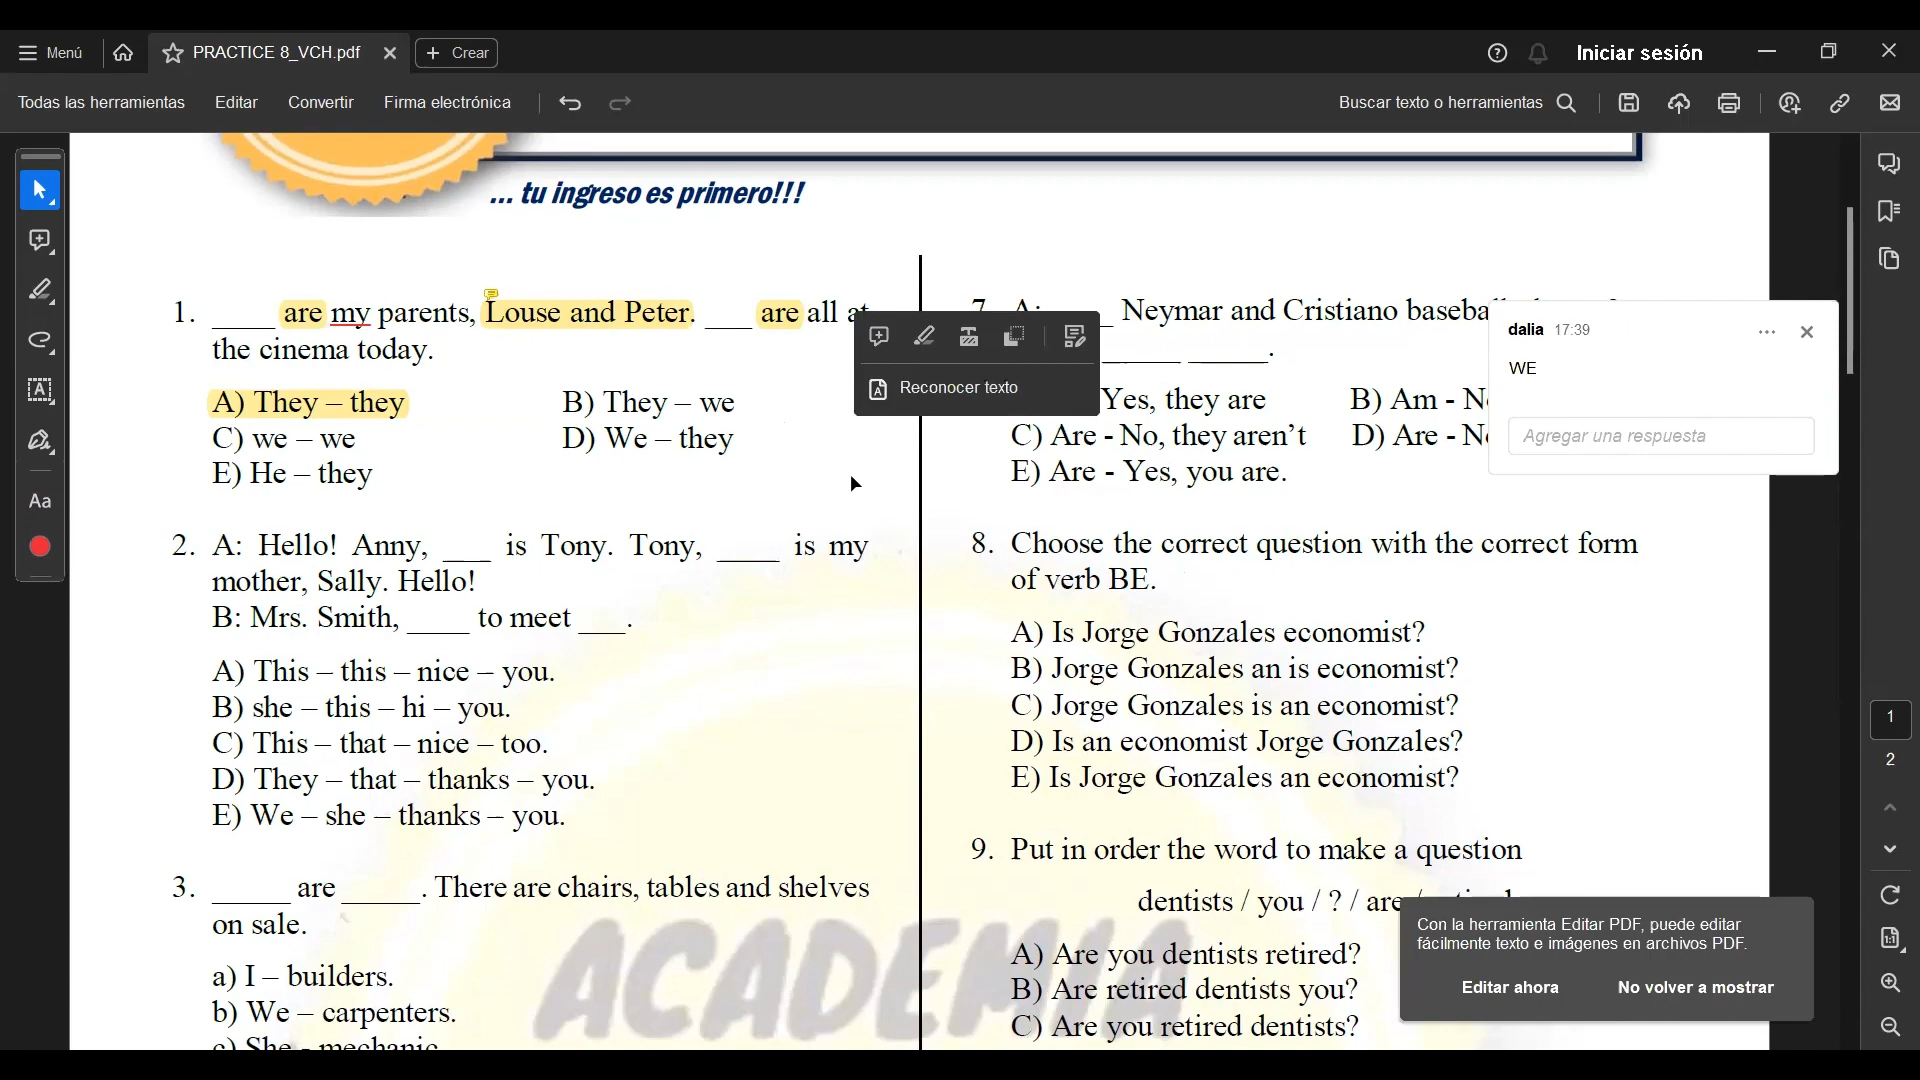 Menú
PRACTICE 8_VCH.pdf
Crear
Iniciar sesión
Todas las herramientas
Editar
Convertir
Firma electrónica
Buscar texto o herramientas
... tu ingreso es primero!!!
1. ____ are my parents, Louse and Peter. ___ are all at
the cinema today.
A) They – they
B) They – we
C) we – we
D) We – they
E) He – they
2. A: Hello! Anny, ___ is Tony. Tony, ____ is my
mother, Sally. Hello!
B: Mrs. Smith, ____ to meet ___.
A) This – this – nice – you.
B) she – this – hi – you.
C) This – that – nice – too.
D) They – that – thanks – you.
E) We – she – thanks – you.
3. _____ are _____. There are chairs, tables and shelves
on sale.
a) I – builders.
b) We – carpenters.
c) She - mechanic
Reconocer texto
7. A: ____ Neymar and Cristiano baseba
_____ _____.
Yes, they are
B) Am - N
C) Are - No, they aren’t
D) Are - N
E) Are - Yes, you are.
8. Choose the correct question with the correct form
of verb BE.
A) Is Jorge Gonzales economist?
B) Jorge Gonzales an is economist?
C) Jorge Gonzales is an economist?
D) Is an economist Jorge Gonzales?
E) Is Jorge Gonzales an economist?
9. Put in order the word to make a question
dentists / you / ? / are /
A) Are you dentists retired?
B) Are retired dentists you?
C) Are you retired dentists?
ACADEMIA
dalia 17:39
WE
Agregar una respuesta
Con la herramienta Editar PDF, puede editar
fácilmente texto e imágenes en archivos PDF.
Editar ahora
No volver a mostrar
Aa
1
2
1:1